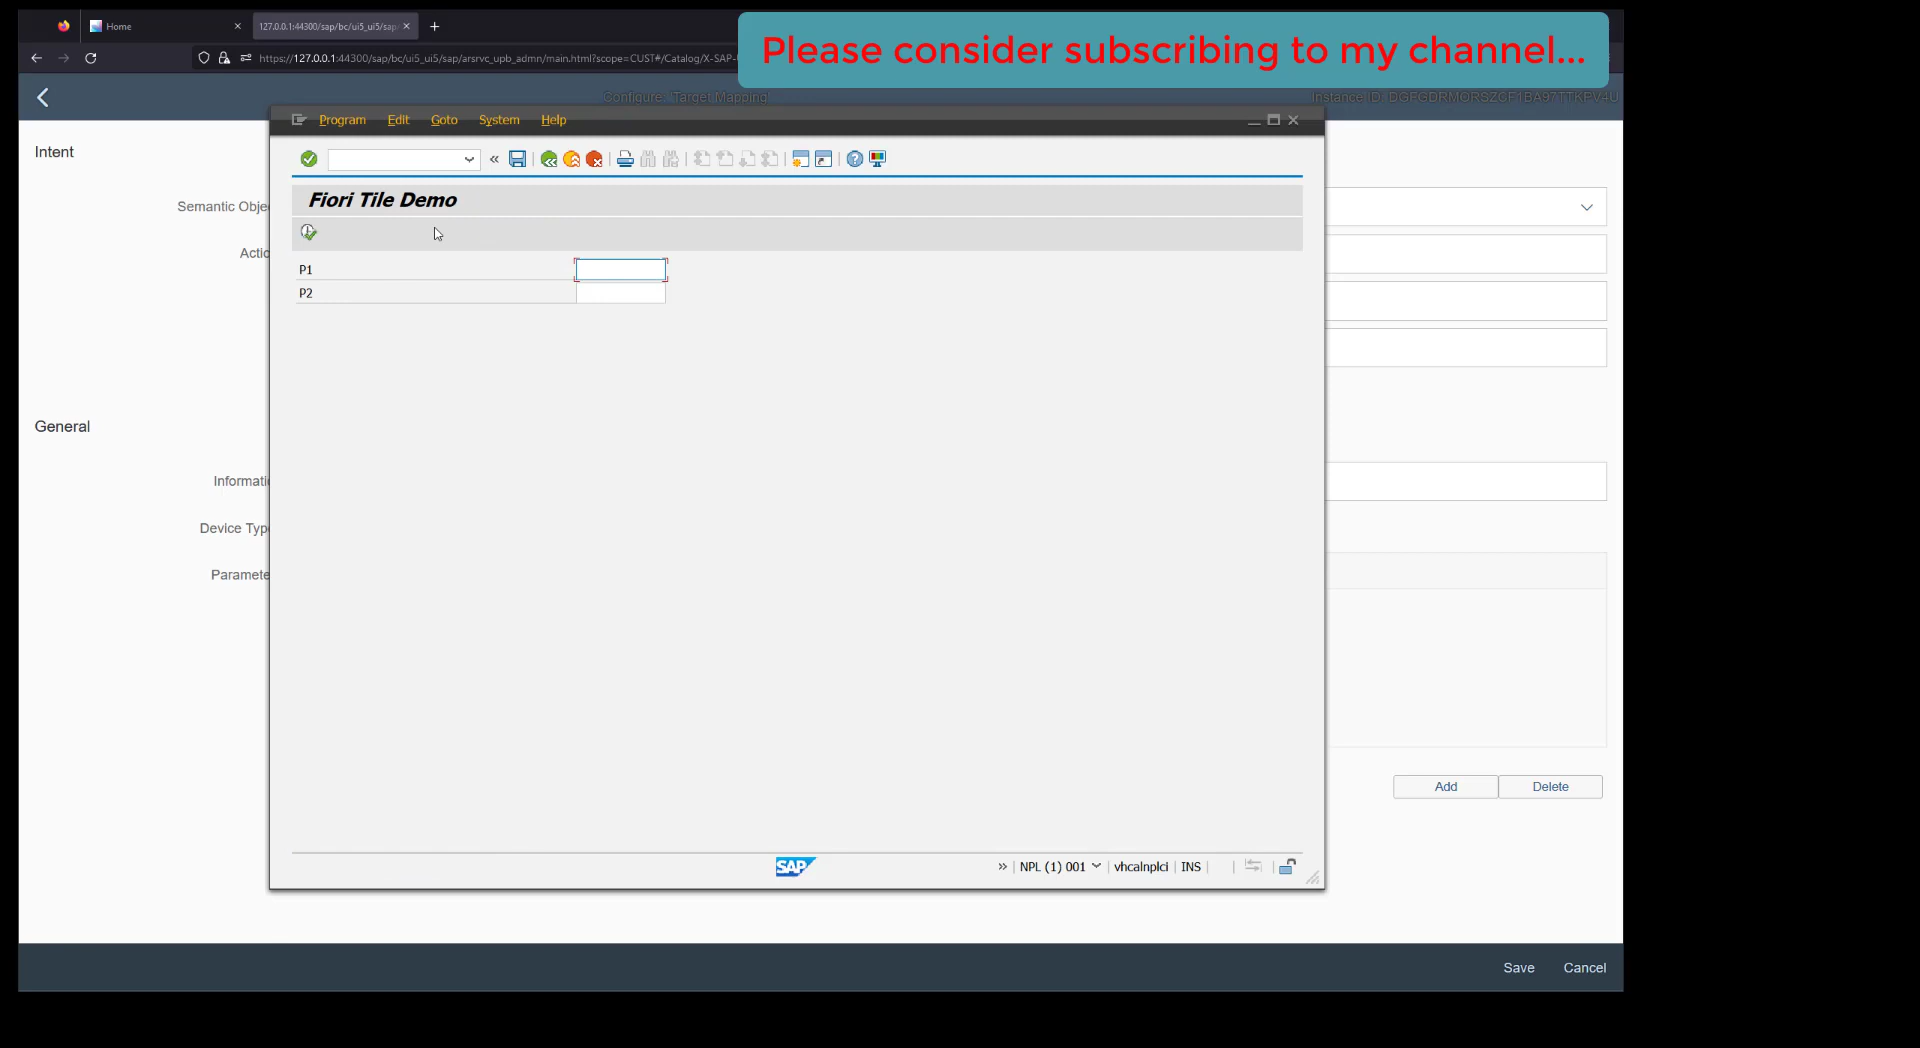 Home
127.0.0.1:44300/sap/bc/ui5_ui5/sap/
Please consider subscribing to my channel...
https://127.0.0.1:44300/sap/bc/ui5_ui5/sap/arsrvc_upb_admn/main.html?scope=CUST#/Catalog/X-SAP-
Configure: 'Target Mapping'
Program Edit Goto System Help
Intent
Fiori Tile Demo
Semantic Obje
Actio
P1
P2
General
Informati
Device Typ
Paramete
Add Delete
SAP
NPL (1) 001 vhcalnplci INS
Save Cancel